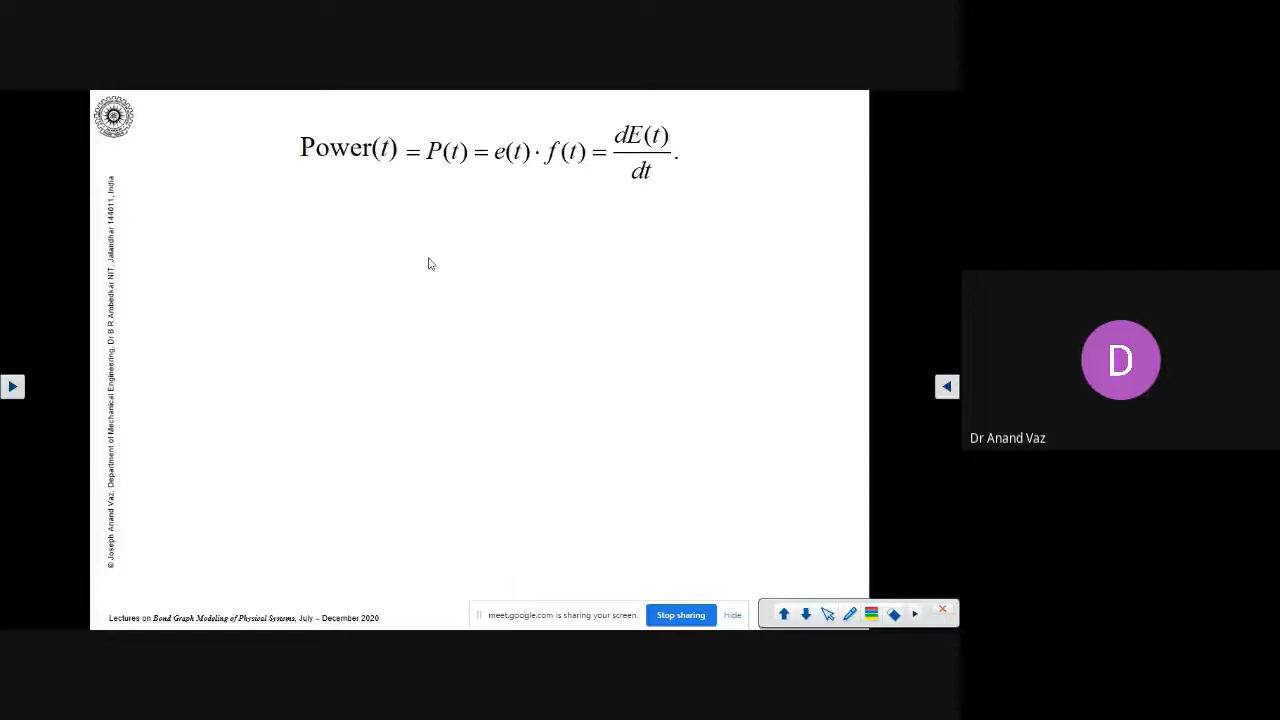 Power(t) = P(t) = e(t) · f(t) = dE(t)/dt.
© Joseph Anand Vaz, Department of Mechanical Engineering, Dr B R Ambedkar NIT, Jalandhar 144011, India
D
Dr Anand Vaz
Lectures on Bond Graph Modeling of Physical Systems, July – December 2020
meet.google.com is sharing your screen. Stop sharing Hide